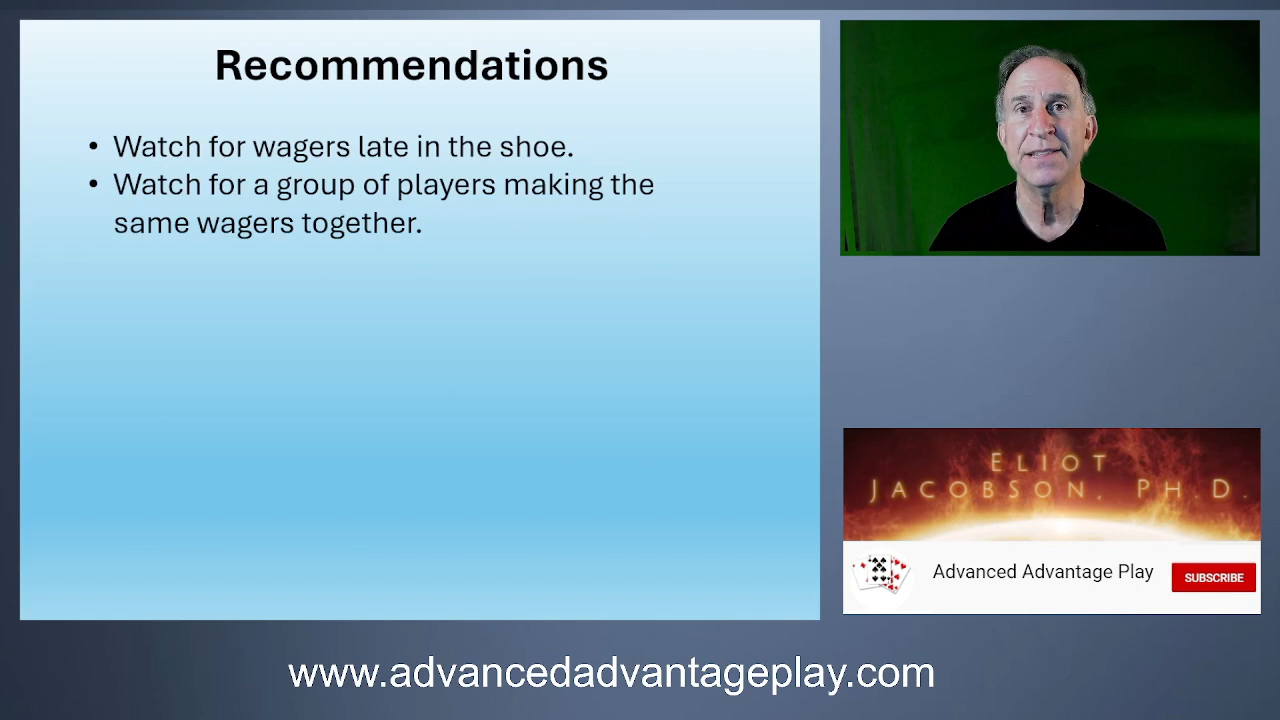 Recommendations
• Watch for wagers late in the shoe.
• Watch for a group of players making the
same wagers together.
ELIOT
JACOBSON, PH.D.
Advanced Advantage Play
SUBSCRIBE
www.advancedadvantageplay.com